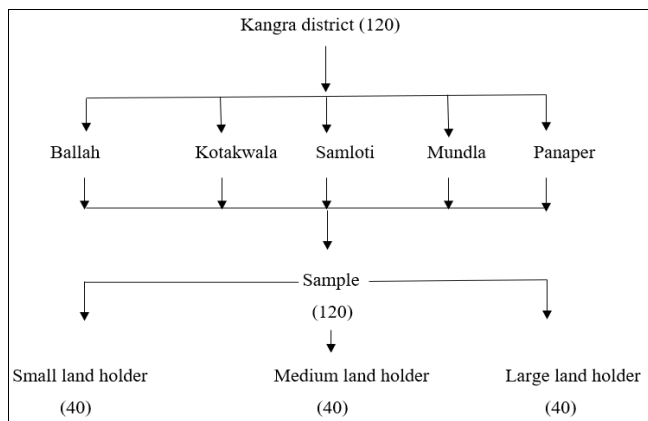 Kangra district (120)
Ballah Kotakwala Samloti Mundla Panaper
Sample
(120)
Small land holder Medium land holder Large land holder
(40) (40) (40)